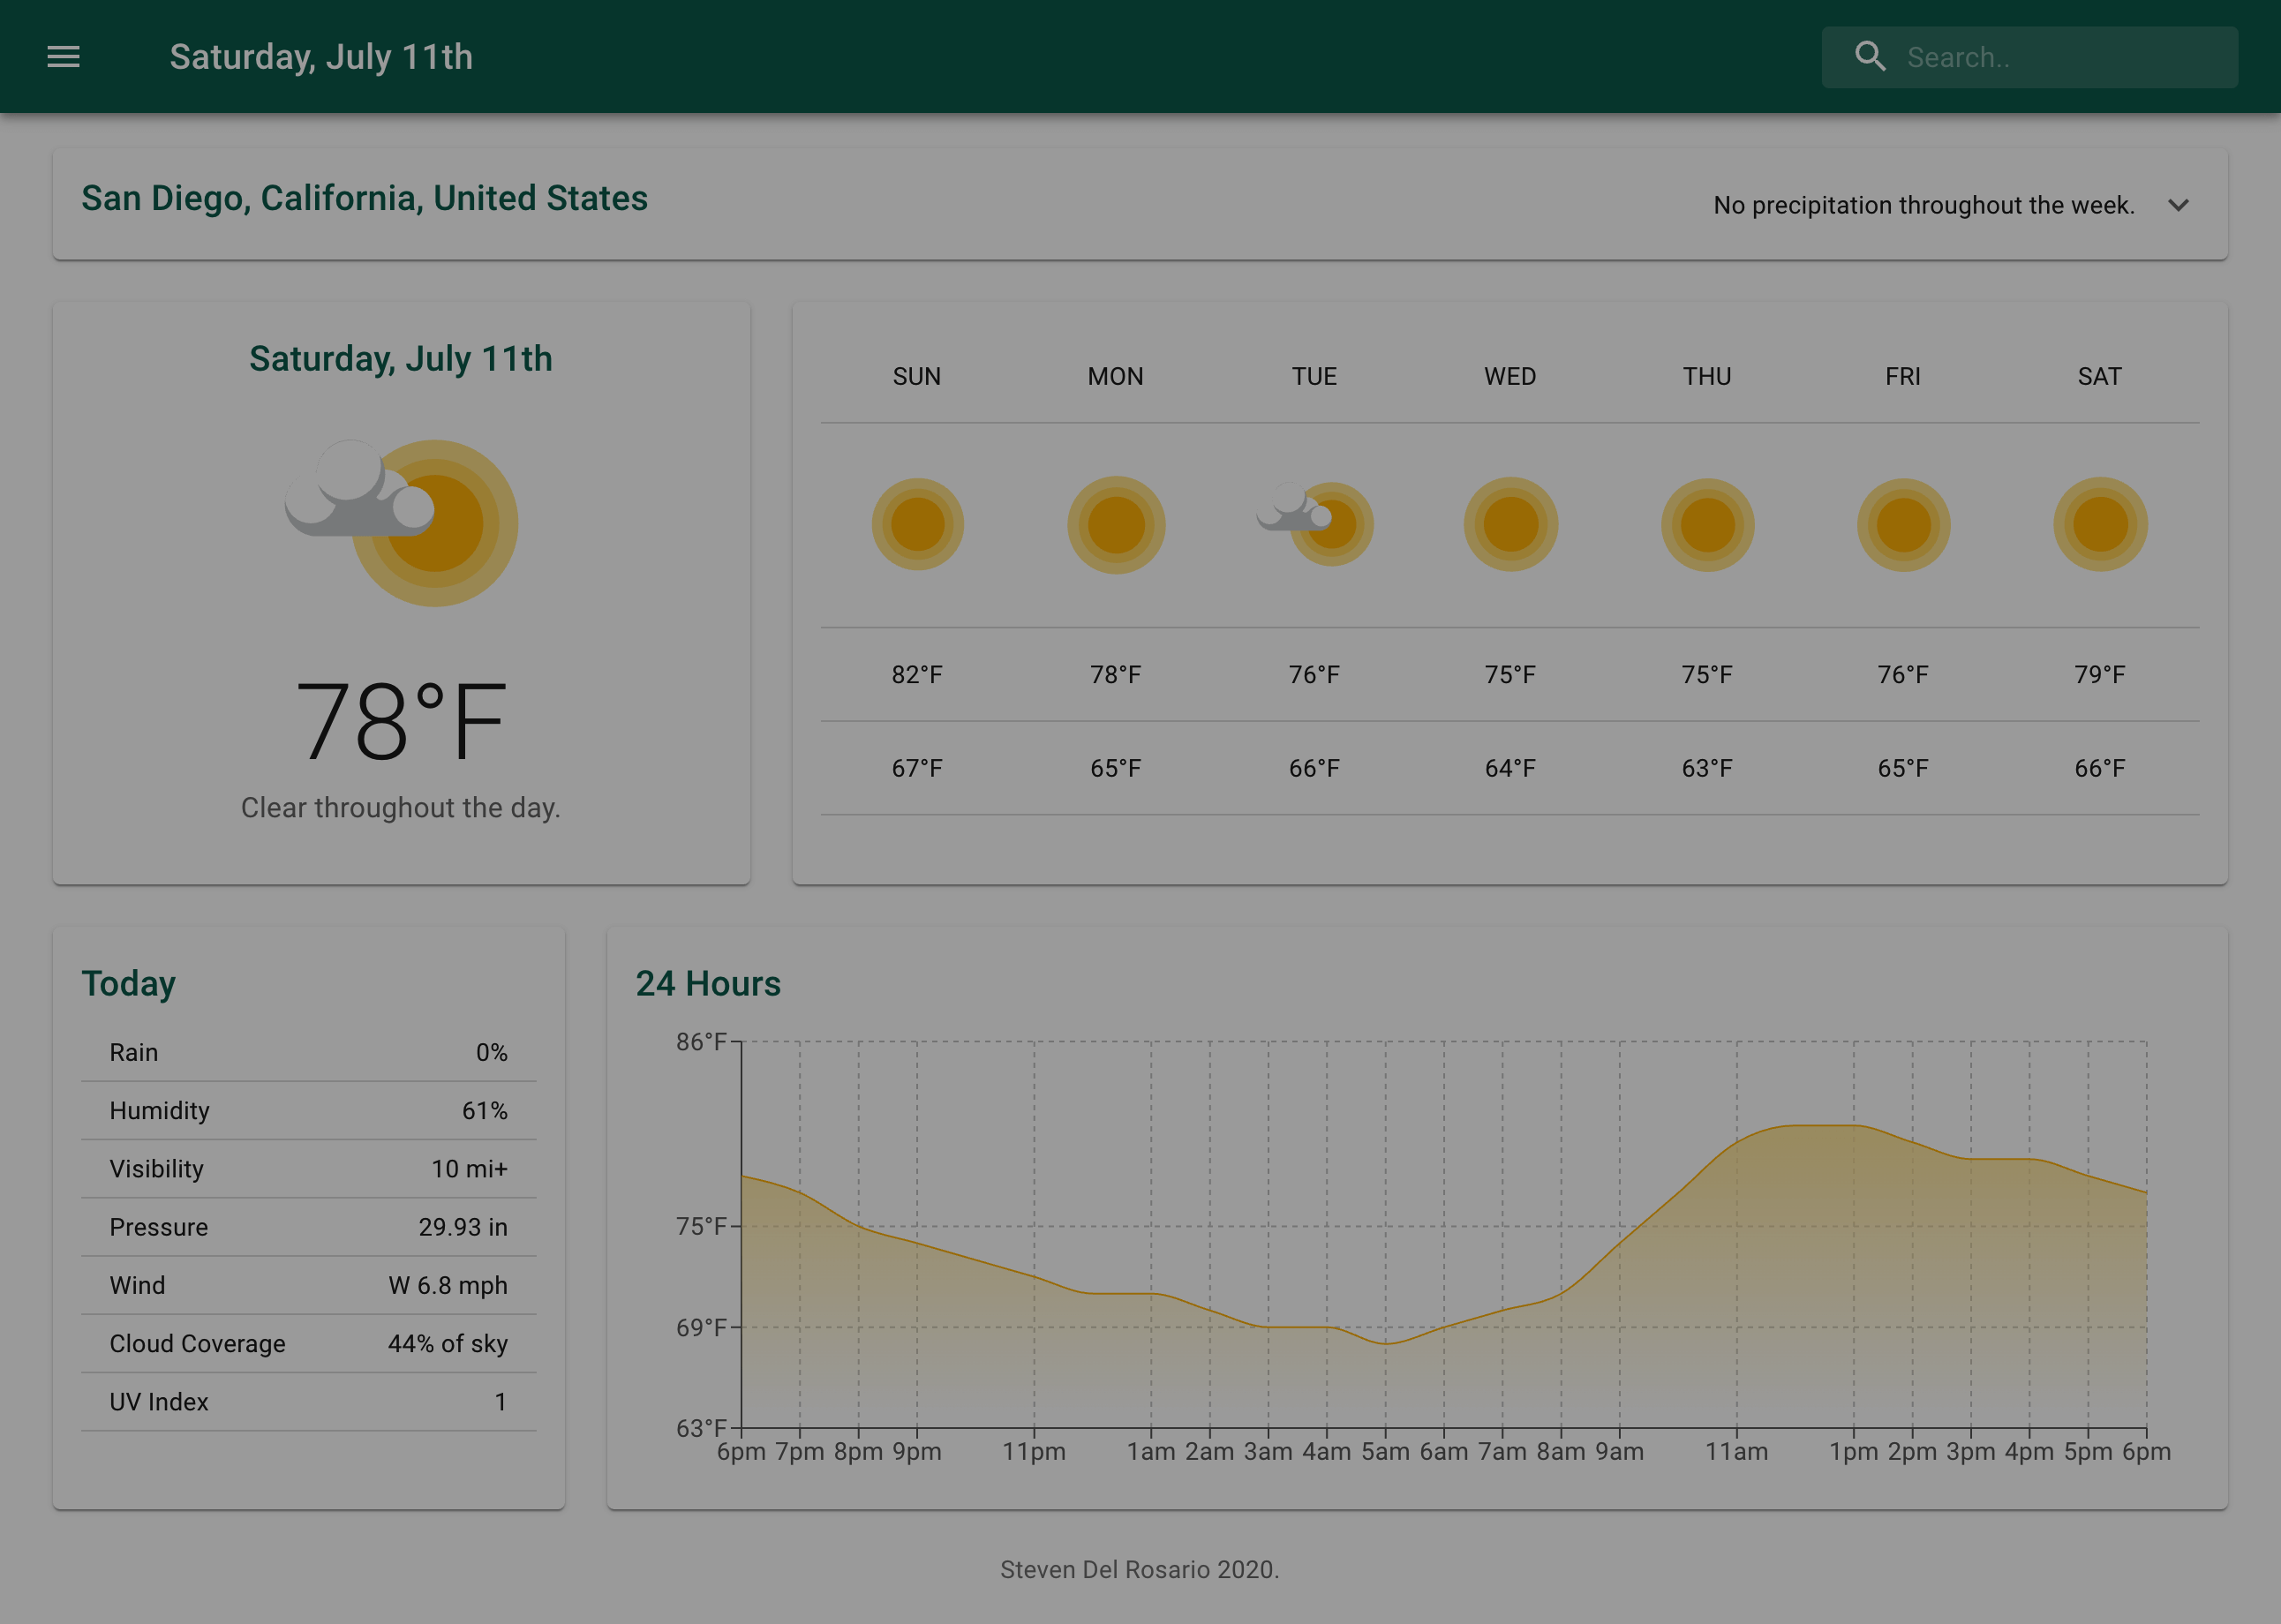 Saturday, July 11th
Search..
San Diego, California, United States
No precipitation throughout the week.
Saturday, July 11th
78°F
Clear throughout the day.
SUN MON TUE WED THU FRI SAT
82°F 78°F 76°F 75°F 75°F 76°F 79°F
67°F 65°F 66°F 64°F 63°F 65°F 66°F
Today
Rain 0%
Humidity 61%
Visibility 10 mi+
Pressure 29.93 in
Wind W 6.8 mph
Cloud Coverage 44% of sky
UV Index 1
24 Hours
86°F
75°F
69°F
63°F
6pm 7pm 8pm 9pm 11pm 1am 2am 3am 4am 5am 6am 7am 8am 9am 11am 1pm 2pm 3pm 4pm 5pm 6pm
Steven Del Rosario 2020.